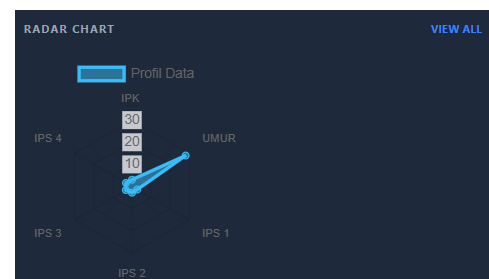 RADAR CHART
VIEW ALL
Profil Data
IPK
30
20
10
UMUR
IPS 4
IPS 3
IPS 1
IPS 2